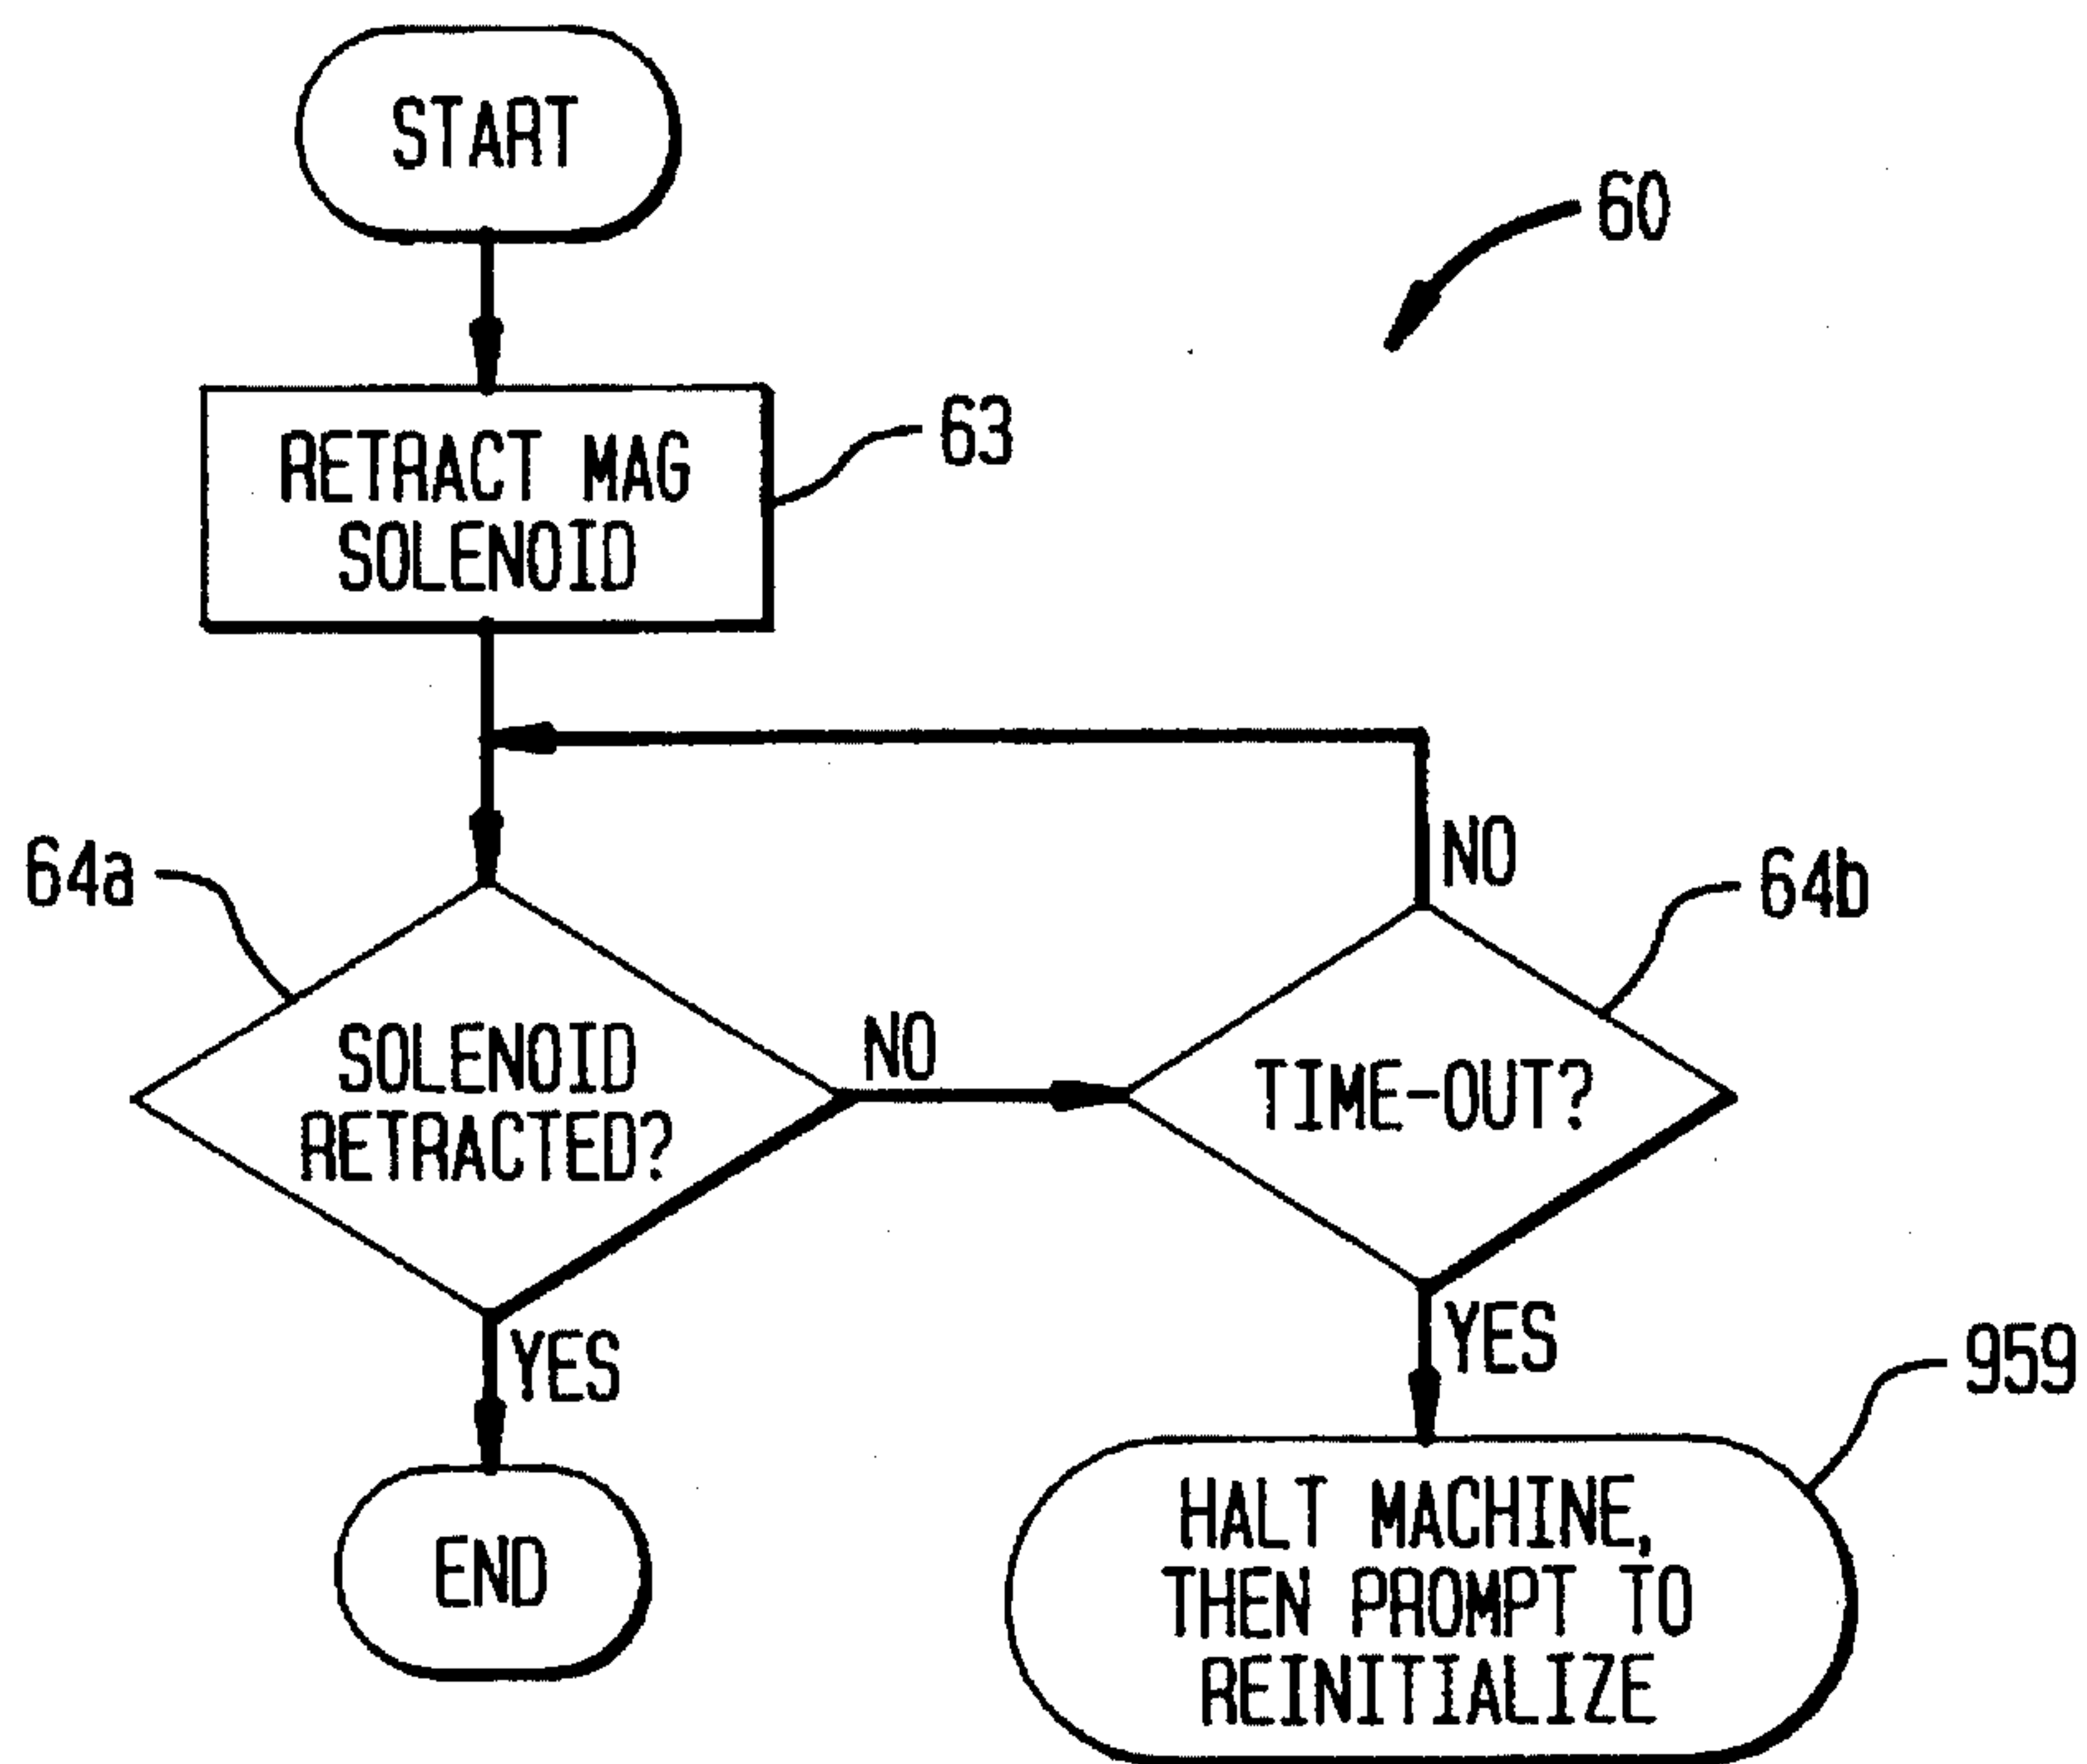 START
60
RETRACT MAG
SOLENOID
63
NO
64a
64b
SOLENOID
RETRACTED?
NO
TIME-OUT?
YES
YES
959
END
HALT MACHINE,
THEN PROMPT TO
REINITIALIZE